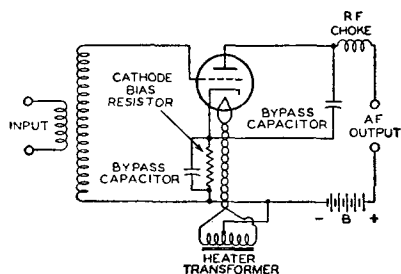 RF
CHOKE
CATHODE
BIAS
RESISTOR
INPUT
BYPASS
CAPACITOR
AF
OUTPUT
BYPASS
CAPACITOR
- B +
HEATER
TRANSFORMER